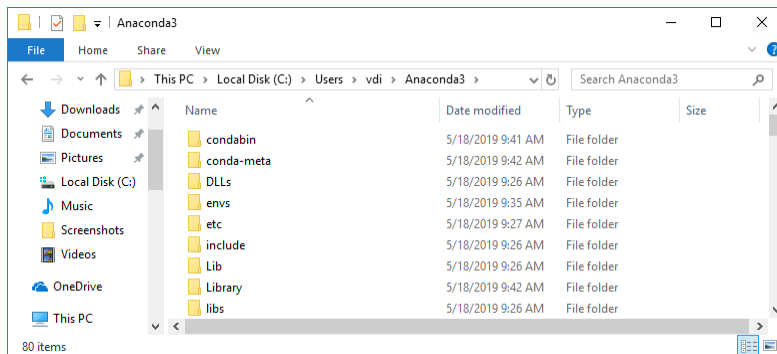 Anaconda3
File Home Share View
This PC Local Disk (C:) Users vdi Anaconda3 Search Anaconda3
Downloads Name Date modified Type Size
Documents condabin 5/18/2019 9:41 AM File folder
Pictures conda-meta 5/18/2019 9:42 AM File folder
Local Disk (C:) DLLs 5/18/2019 9:26 AM File folder
Music envs 5/18/2019 9:35 AM File folder
Screenshots etc 5/18/2019 9:27 AM File folder
Videos include 5/18/2019 9:26 AM File folder
Lib 5/18/2019 9:26 AM File folder
OneDrive Library 5/18/2019 9:42 AM File folder
This PC libs 5/18/2019 9:26 AM File folder
80 items